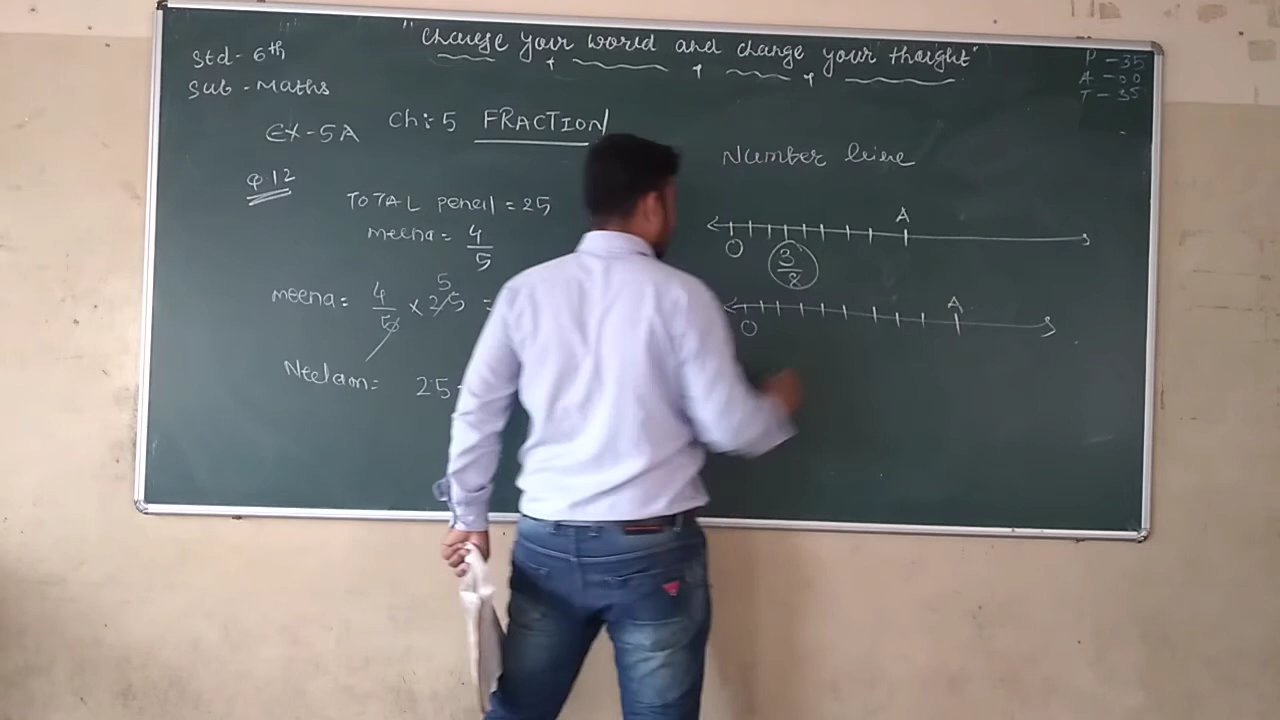 "Change your world and change your thought"
Std - 6th
Sub - Maths
P - 35
A - 00
T - 35
Ex - 5A
Ch: 5 FRACTION
Q 12
TOTAL pencil = 25
meena = 4/5
meena = 4/5 × 25 =
5
Neelam = 25 -
Number line
A
0
3/8
A
0